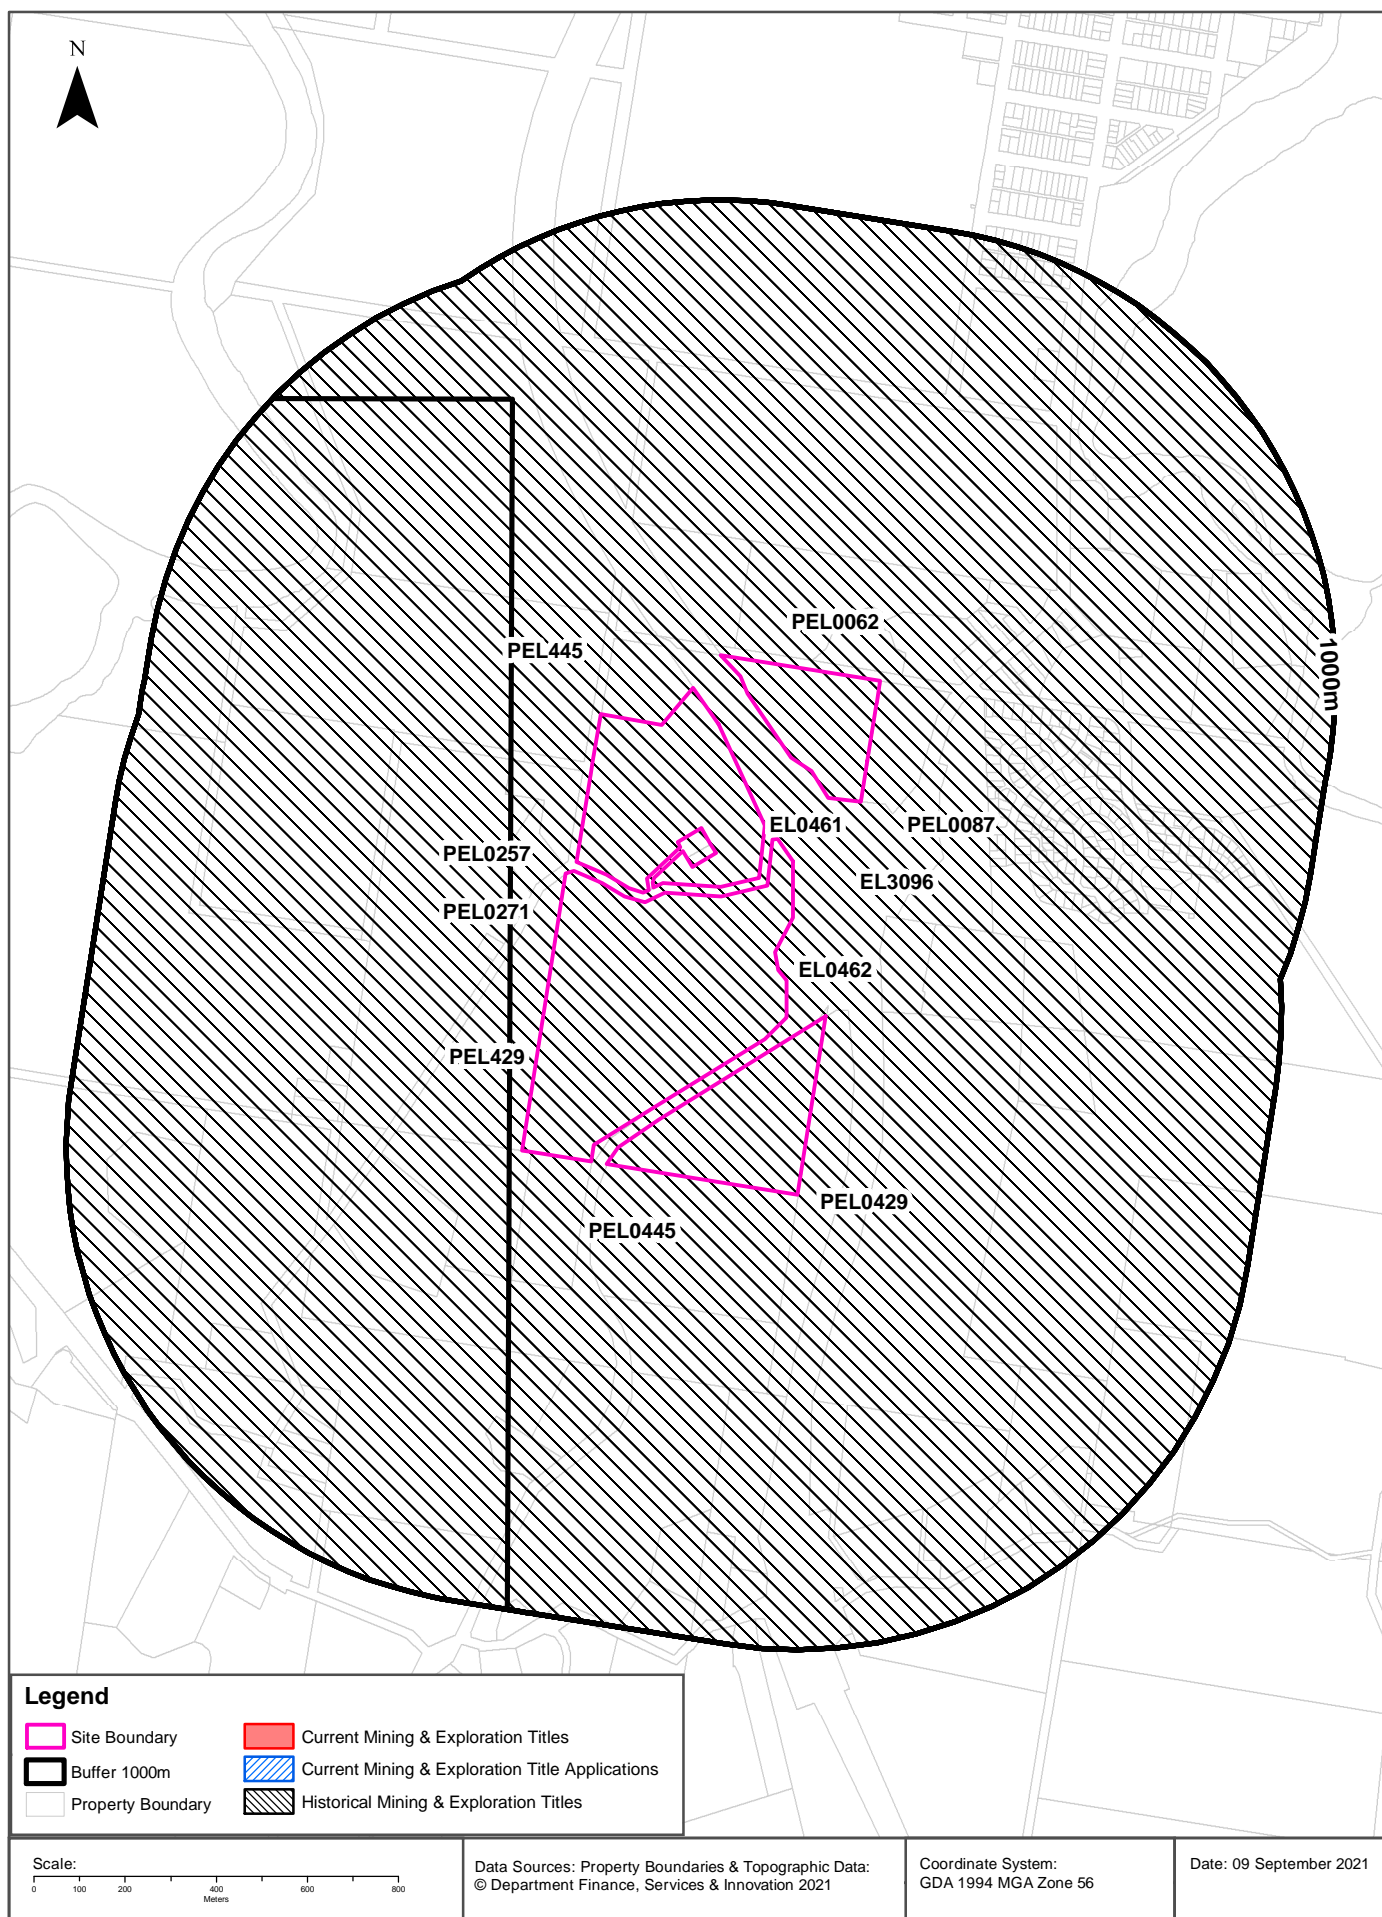 N
PEL0062
PEL445
1000m
EL0461
PEL0087
PEL0257
EL3096
PEL0271
EL0462
PEL429
PEL0429
PEL0445
Legend
Site Boundary
Buffer 1000m
Property Boundary
Current Mining & Exploration Titles
Current Mining & Exploration Title Applications
Historical Mining & Exploration Titles
Scale:
0 100 200 400 600 800
Meters
Data Sources: Property Boundaries & Topographic Data:
© Department Finance, Services & Innovation 2021
Coordinate System:
GDA 1994 MGA Zone 56
Date: 09 September 2021